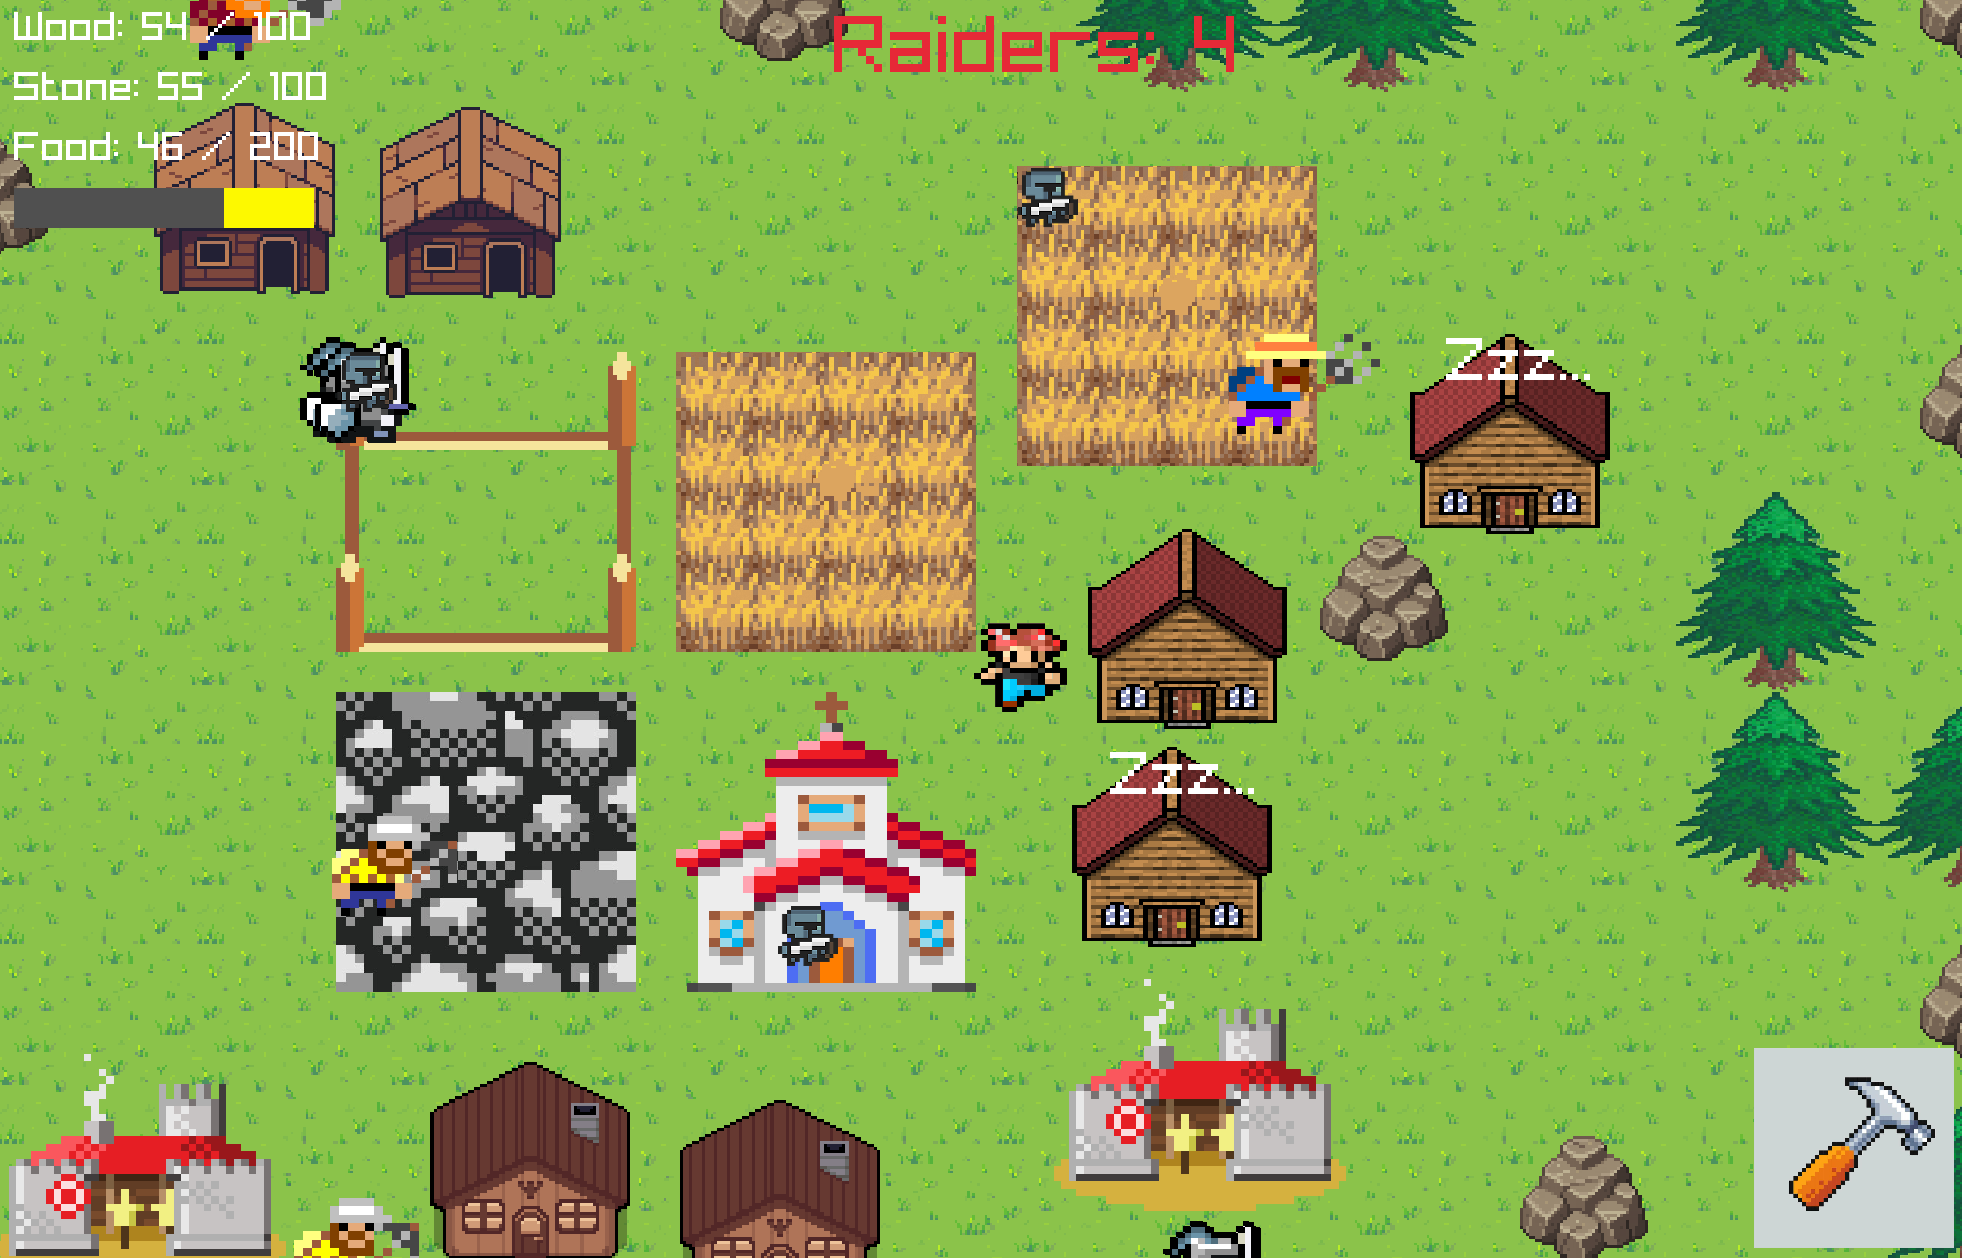 Wood: 54 / 100
Raiders: 4
Stone: 55 / 100
Food: 46 / 200
Zzz...
Zzz...